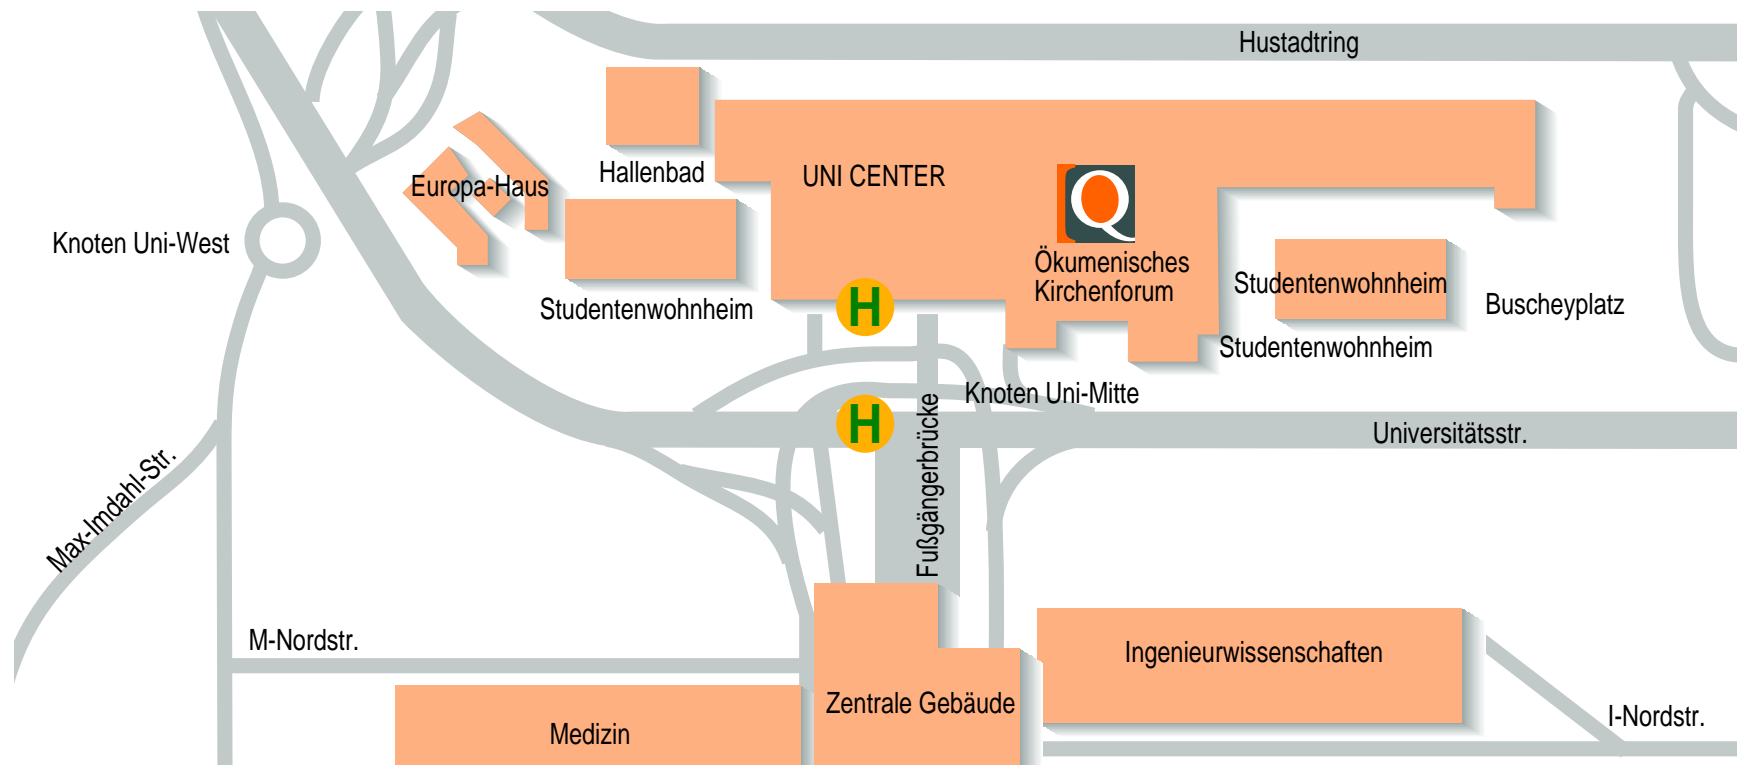 Hustadtring
Hallenbad
UNI CENTER
Europa-Haus
Q
Knoten Uni-West
Ökumenisches
Kirchenforum
Studentenwohnheim
Buscheyplatz
Studentenwohnheim
H
Studentenwohnheim
Knoten Uni-Mitte
H
Universitätsstr.
Fußgängerbrücke
Max-Imdahl-Str.
M-Nordstr.
Ingenieurwissenschaften
Zentrale Gebäude
I-Nordstr.
Medizin